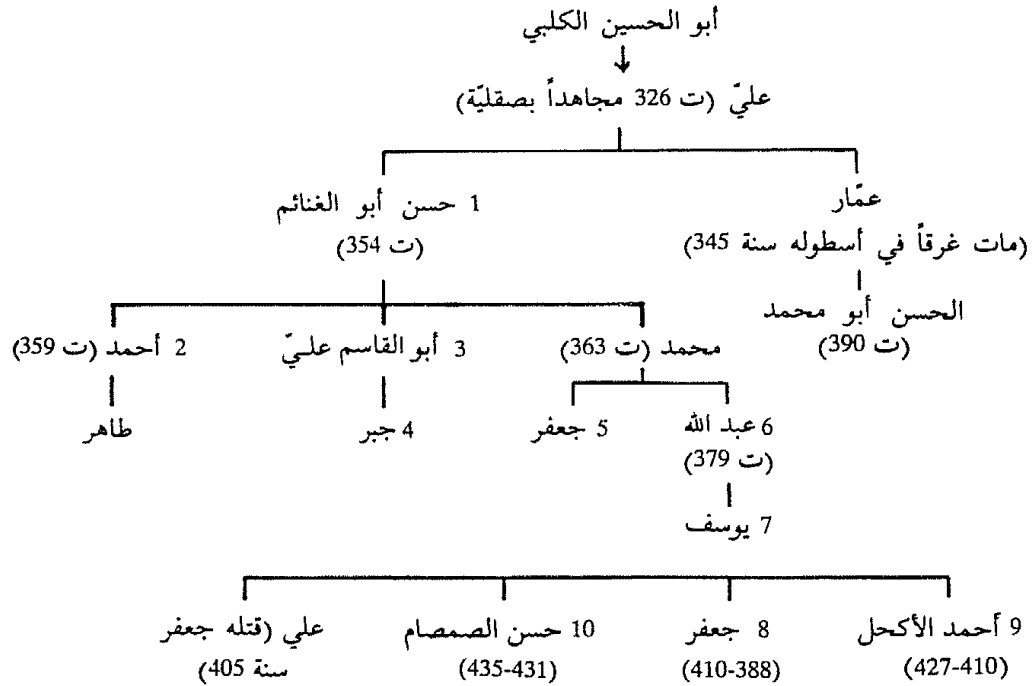 أبو الحسين الكلبي
عليّ (ت 326 مجاهداً بصقليّة)
عمّار
(مات غرقاً في أسطوله سنة 345)
1 حسن أبو الغنائم
(ت 354)
الحسن أبو محمد
(ت 390)
محمد (ت 363)
3 أبو القاسم عليّ
2 أحمد (ت 359)
6 عبد الله
(ت 379)
5 جعفر
4 جبر
طاهر
7 يوسف
9 أحمد الأكحل
(427-410)
8 جعفر
(410-388)
10 حسن الصمصام
(435-431)
علي (قتله جعفر
سنة 405)